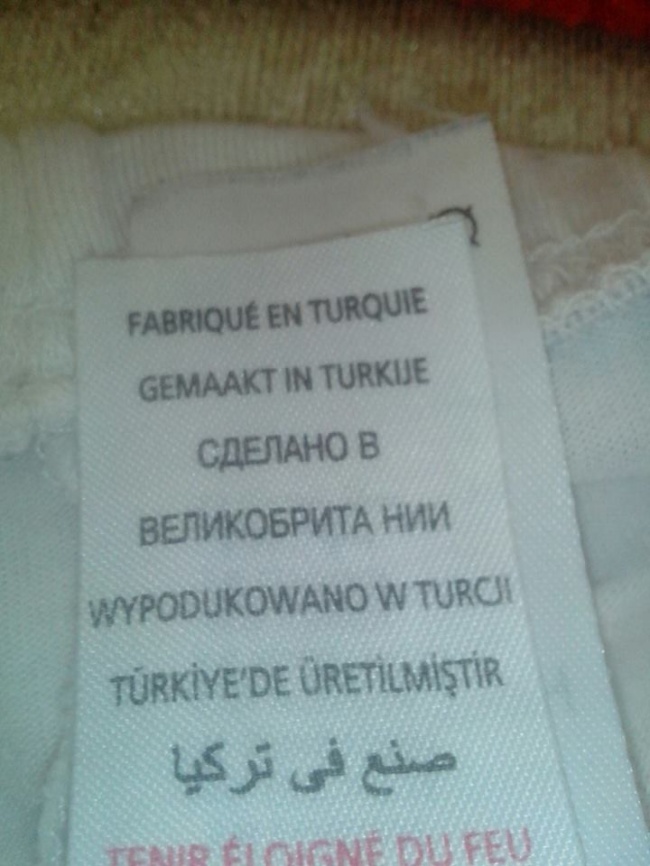 FABRIQUÉ EN TURQUIE
GEMAAKT IN TURKIJE
СДЕЛАНО В
ВЕЛИКОБРИТА НИИ
WYPODUKOWANO W TURCJI
TÜRKİYE'DE ÜRETİLMİŞTİR
صنع فى تركيا
TENIR ÉLOIGNÉ DU FEU